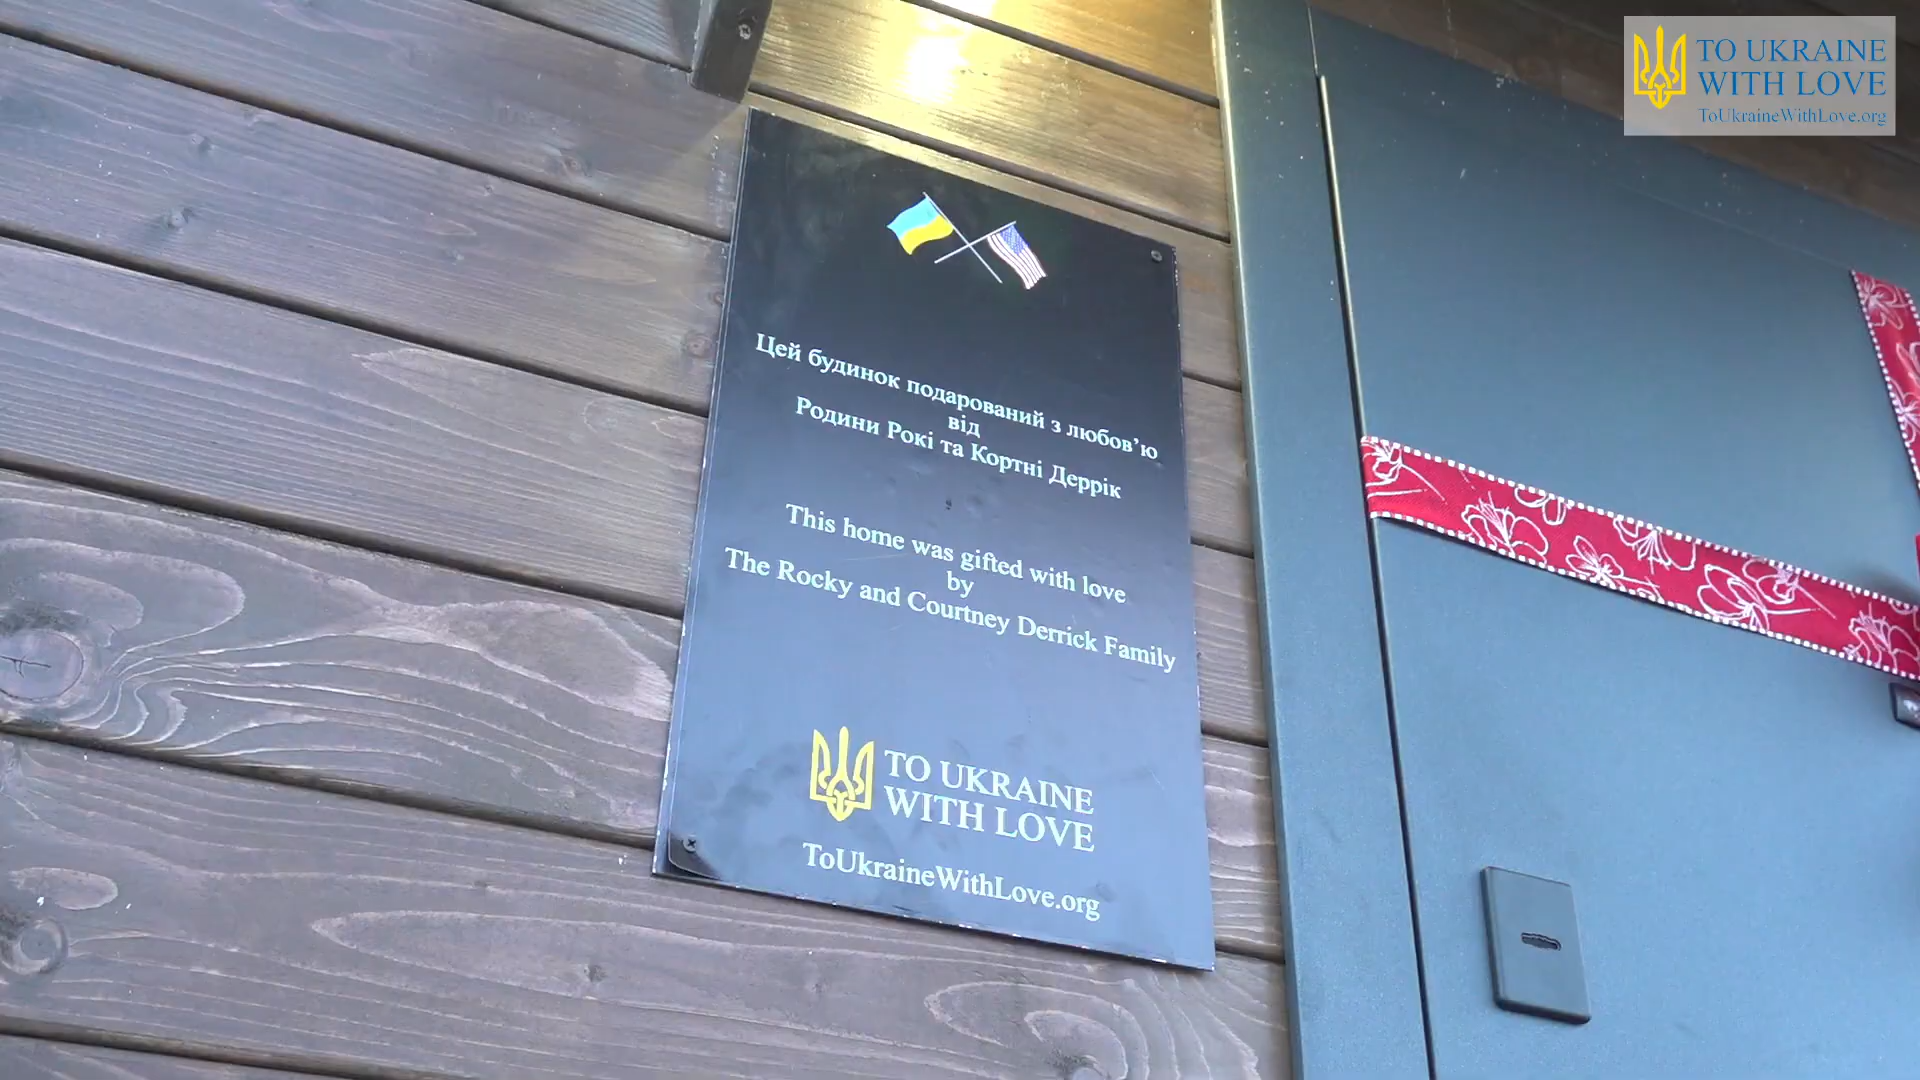 TO UKRAINE
WITH LOVE
ToUkraineWithLove.org
Цей будинок подарований з любов’ю
від
Родини Рокі та Кортні Деррік
This home was gifted with love
by
The Rocky and Courtney Derrick Family
TO UKRAINE
WITH LOVE
ToUkraineWithLove.org